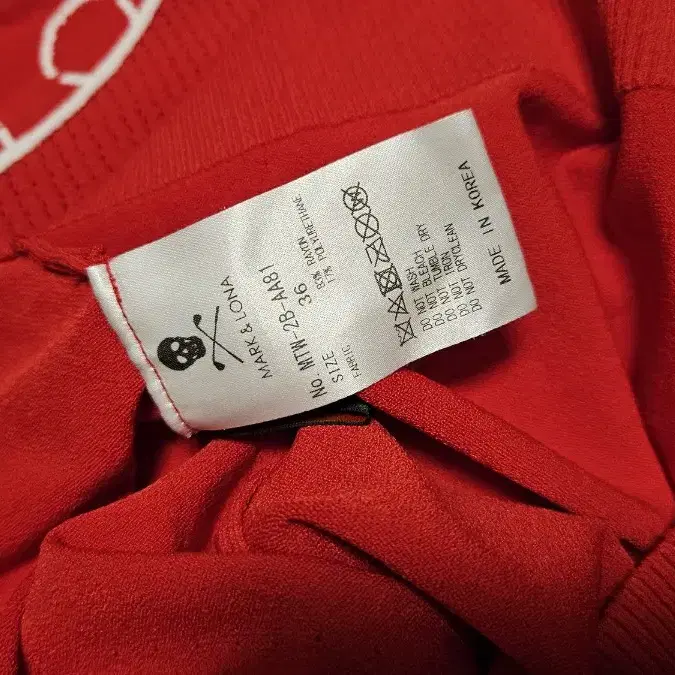 MARK & LONA
No. MTW-2B-AA81
SIZE 36
FABRIC RAYON
POLYURETHANE
DO NOT WASH
DO NOT BLEACH
DO NOT TUMBLE DRY
DO NOT IRON
DO NOT DRYCLEAN
MADE IN KOREA